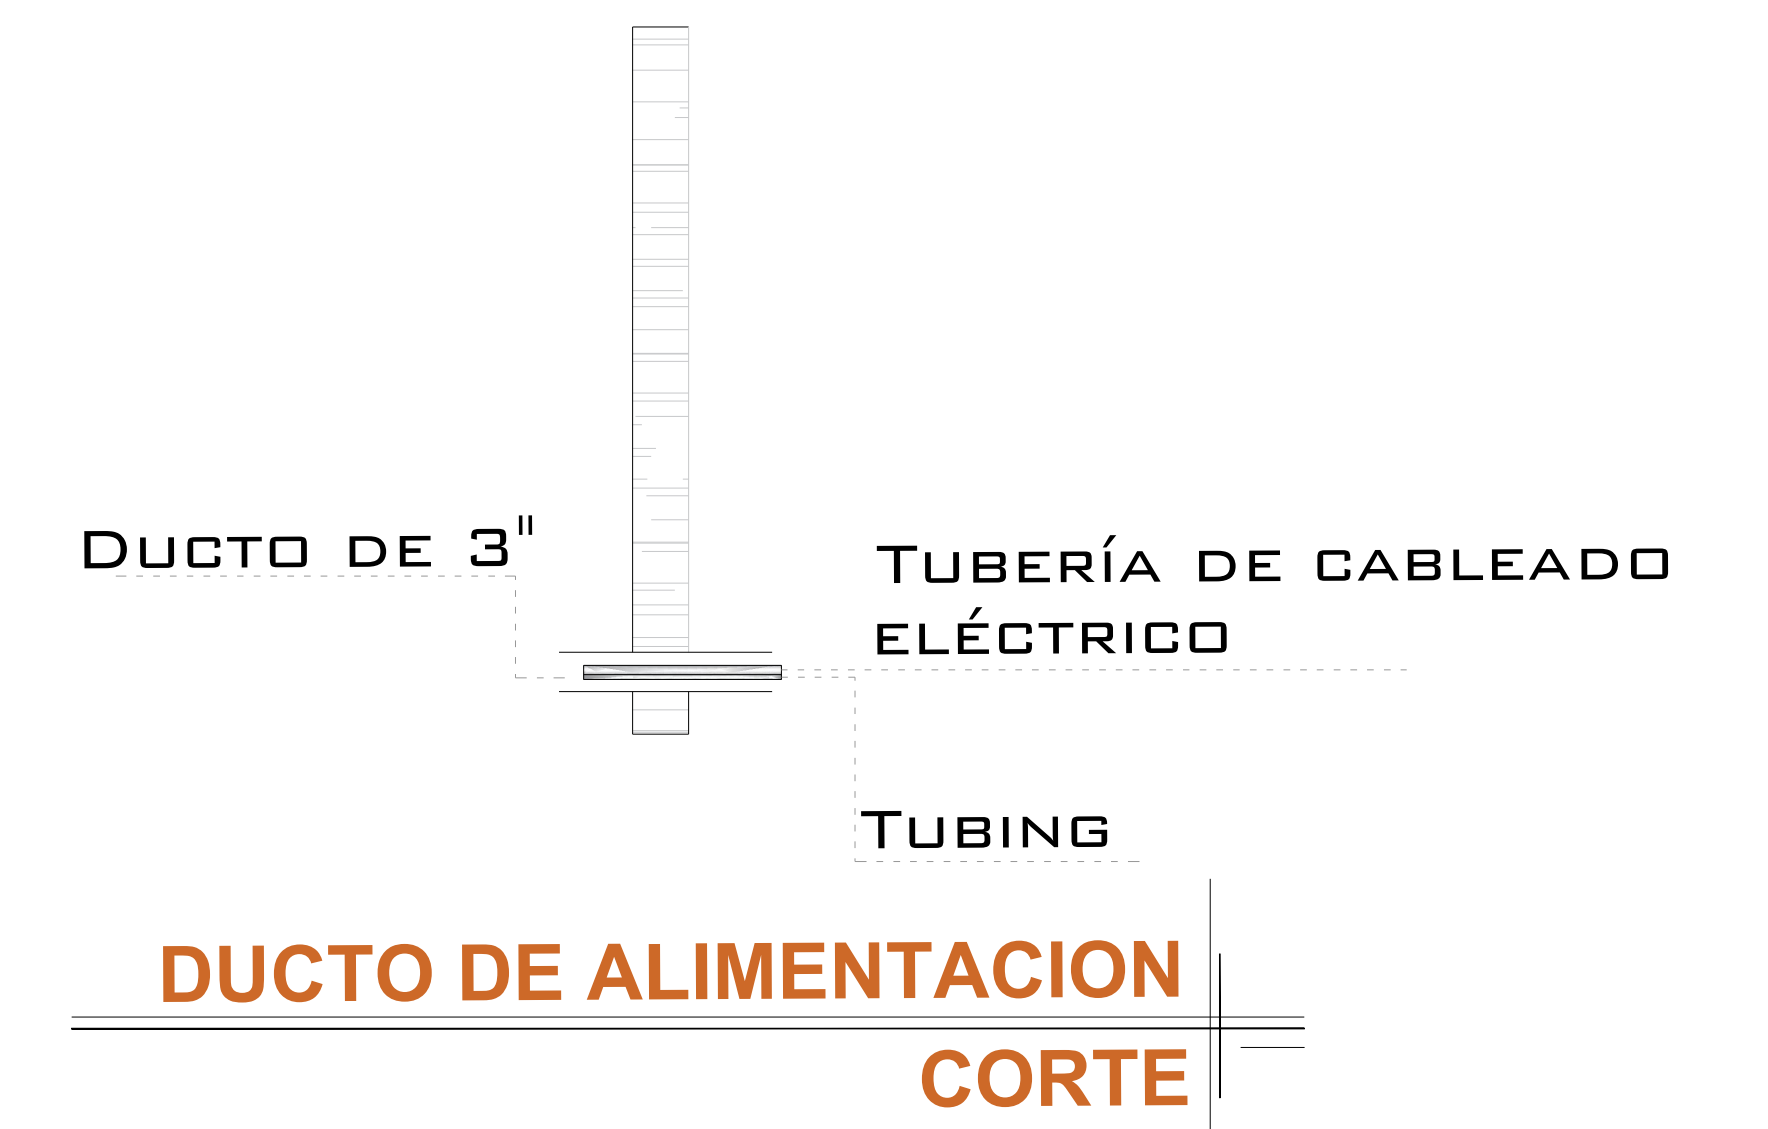 Ducto de 3"
Tubería de cableado
eléctrico
Tubing
DUCTO DE ALIMENTACION
CORTE